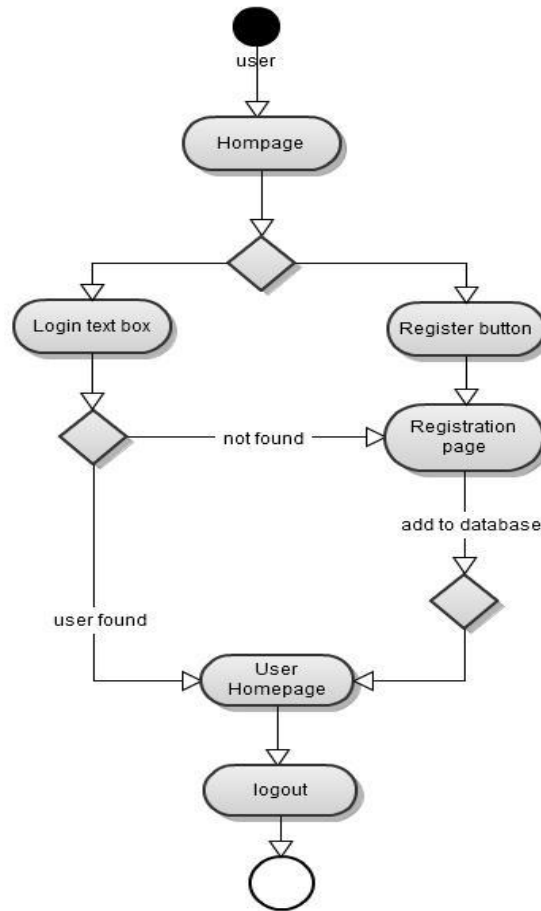 user
Hompage
Login text box
Register button
not found
Registration
page
add to database
user found
User
Homepage
logout